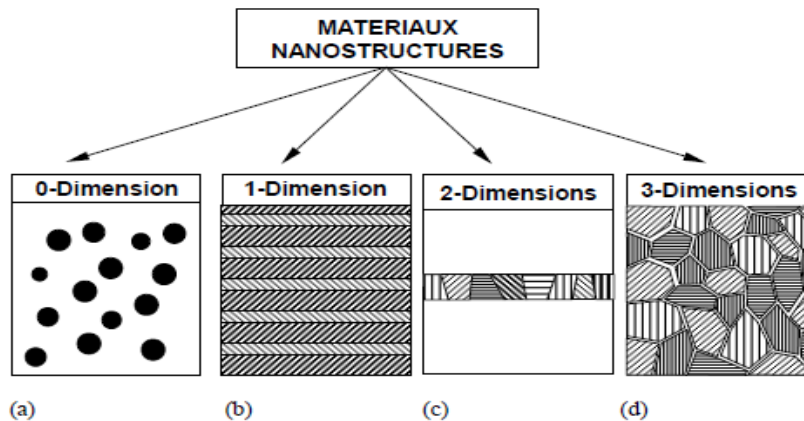 MATERIAUX
NANOSTRUCTURES
0-Dimension
1-Dimension
2-Dimensions
3-Dimensions
(a)
(b)
(c)
(d)